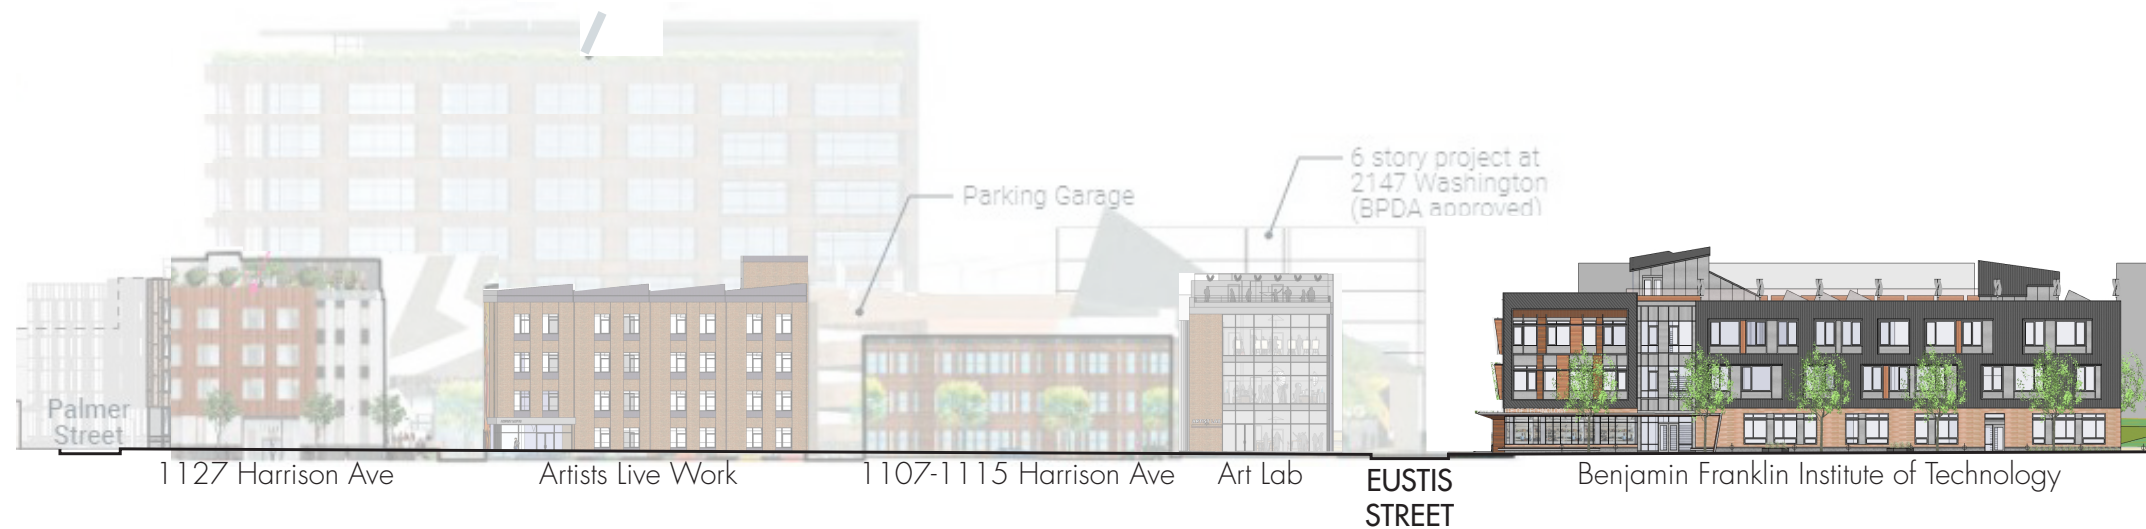 6 story project at
2147 Washington
(BPDA approved)
Parking Garage
Palmer
Street
1127 Harrison Ave
Artists Live Work
1107-1115 Harrison Ave
Art Lab
EUSTIS
STREET
Benjamin Franklin Institute of Technology